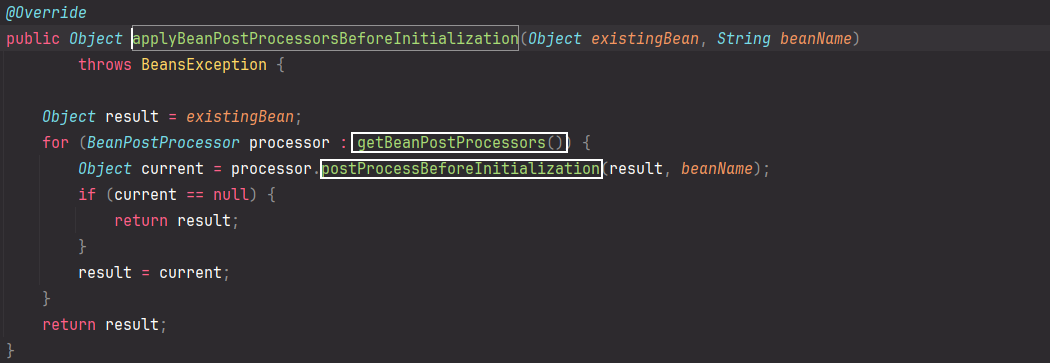 @Override
public Object applyBeanPostProcessorsBeforeInitialization(Object existingBean, String beanName)
throws BeansException {
Object result = existingBean;
for (BeanPostProcessor processor : getBeanPostProcessors()) {
Object current = processor.postProcessBeforeInitialization(result, beanName);
if (current == null) {
return result;
}
result = current;
}
return result;
}